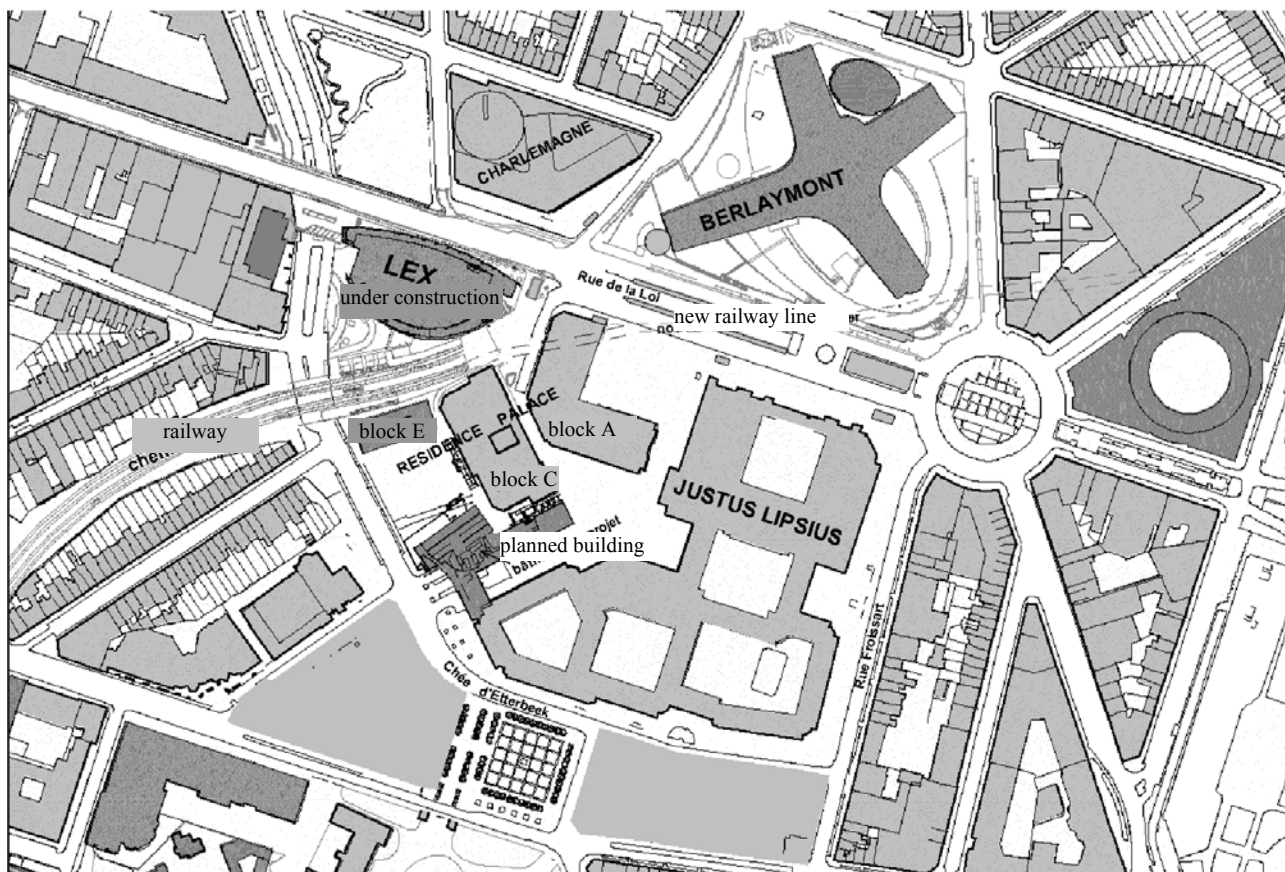 CHARLEMAGNE
BERLAYMONT
LEX
under construction
Rue de la Loi
new railway line
railway
block E
RESIDENCE PALACE
block A
block C
JUSTUS LIPSIUS
projet
planned building
Rue Froissart
Chée d'Etterbeek